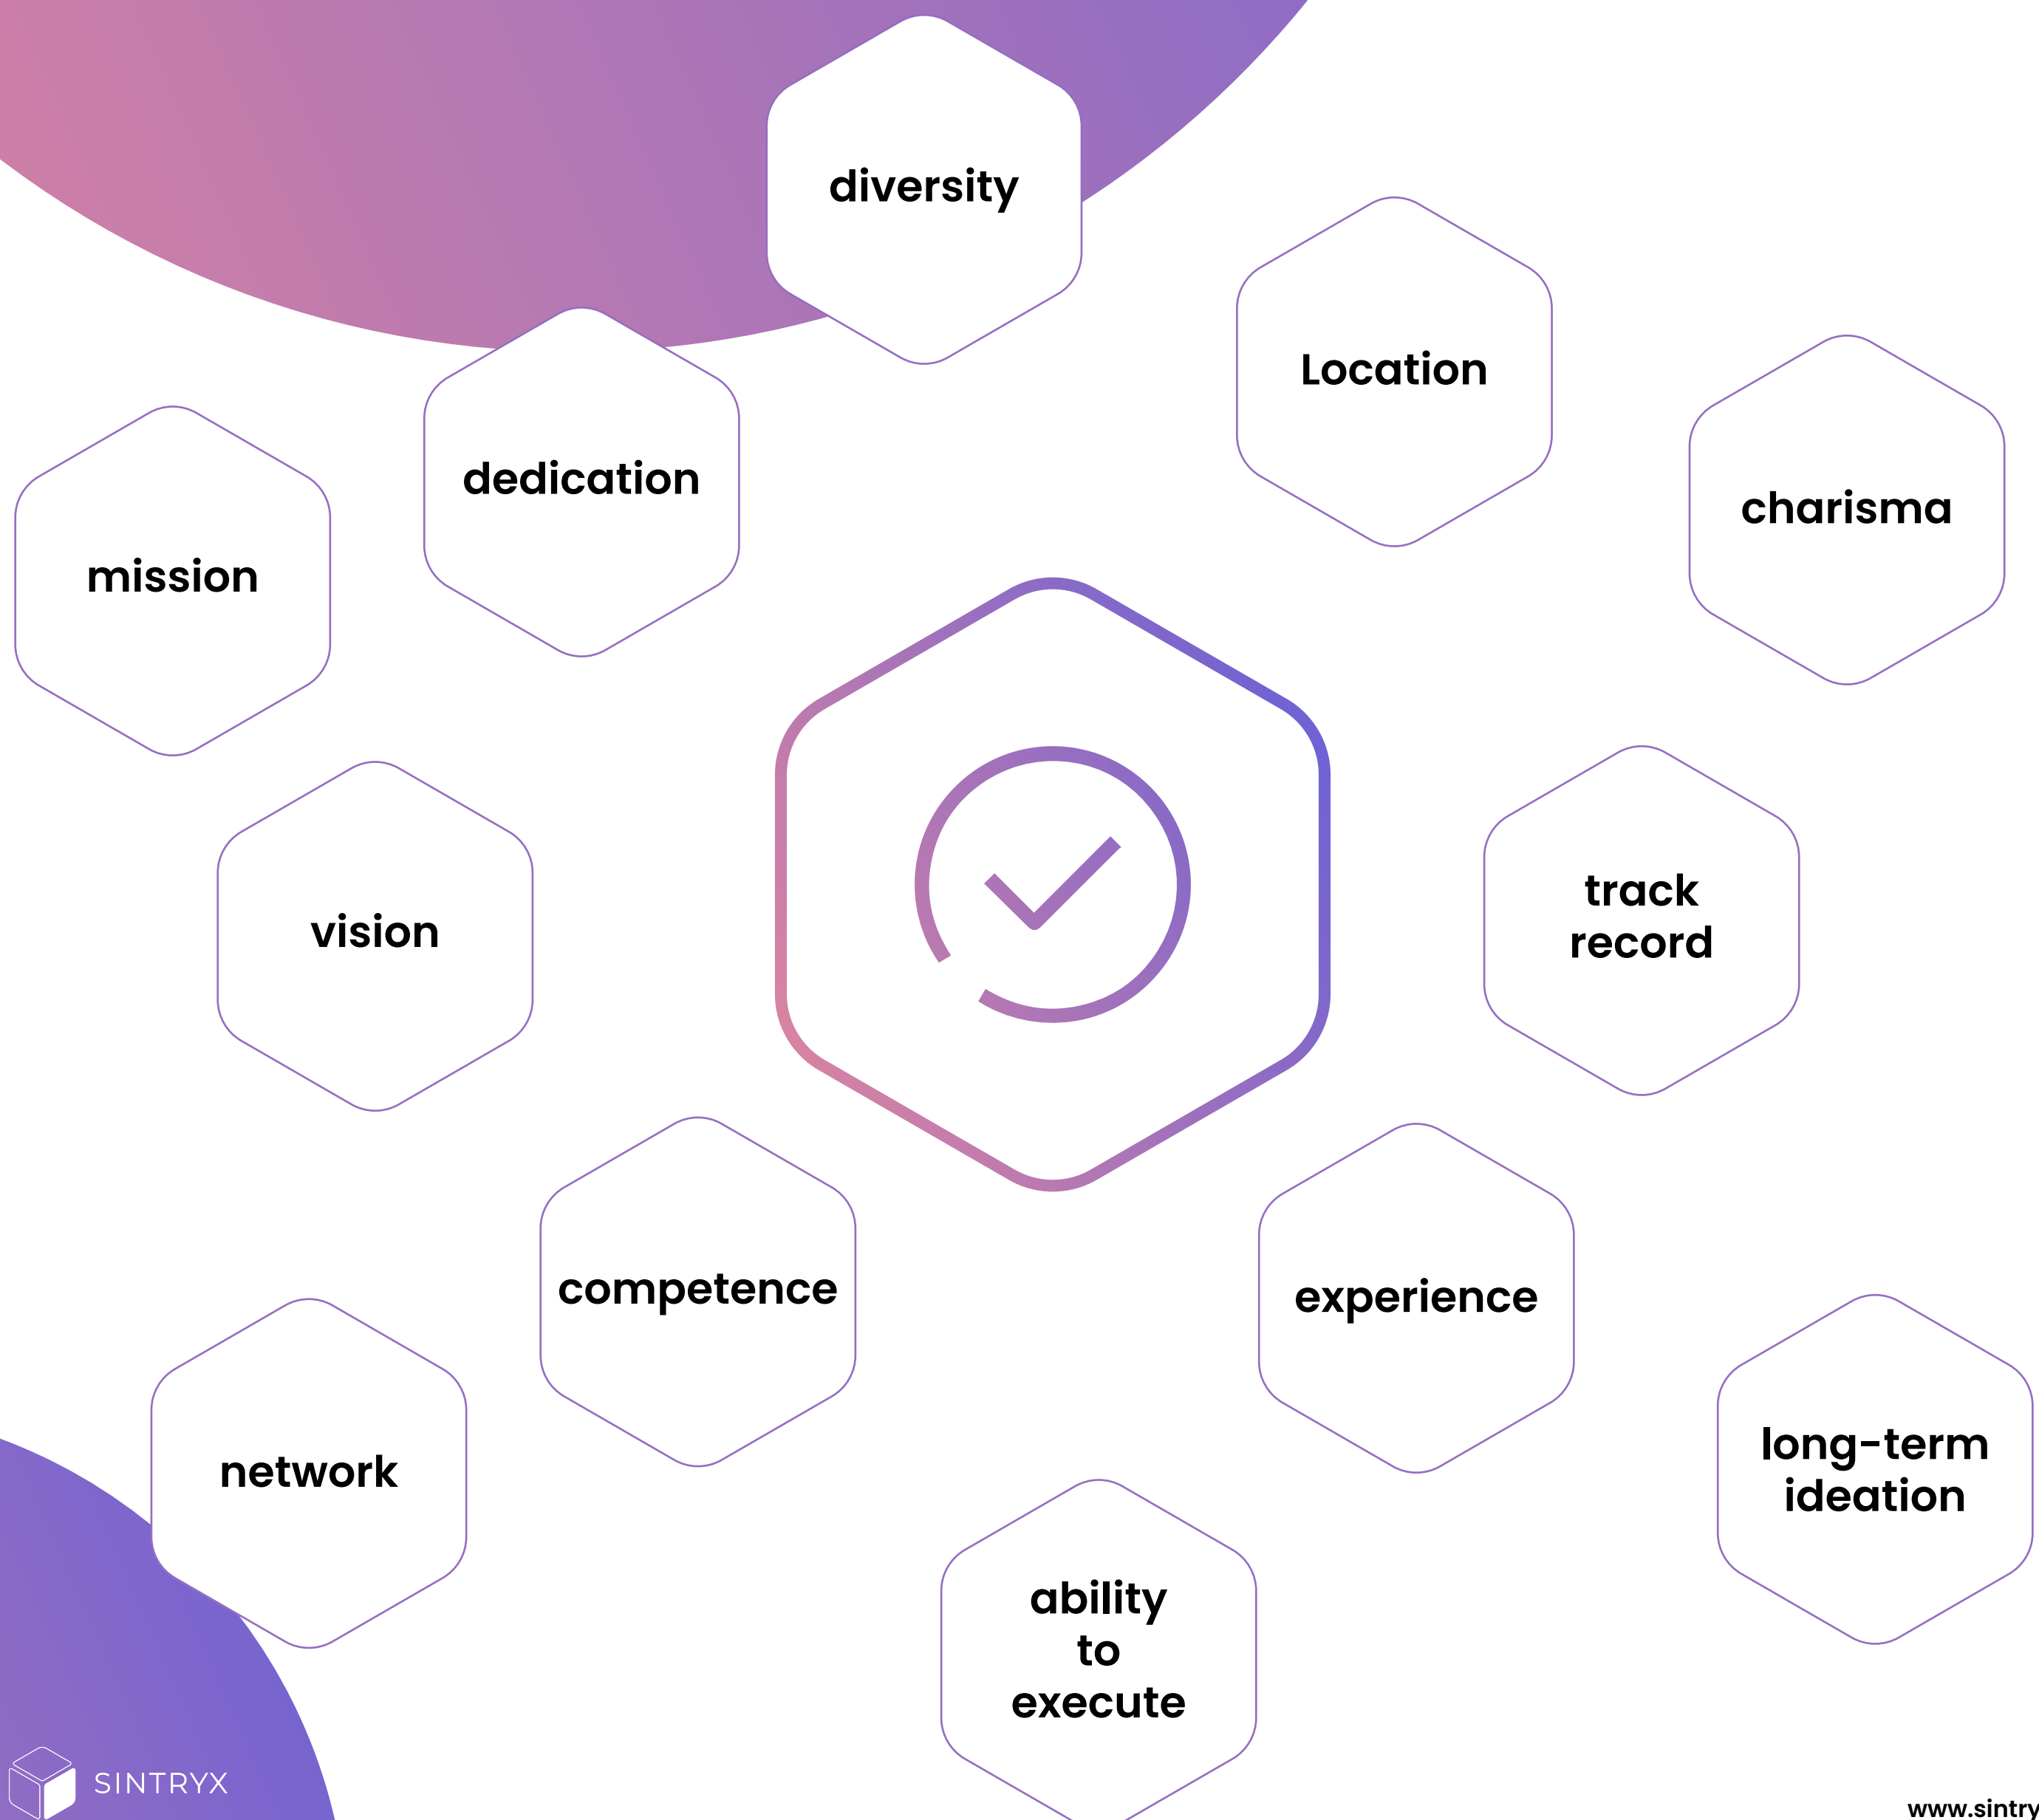 diversity
Location
dedication
charisma
mission
track
record
vision
competence
experience
long-term
ideation
network
ability
to
execute
SINTRYX
www.sintry